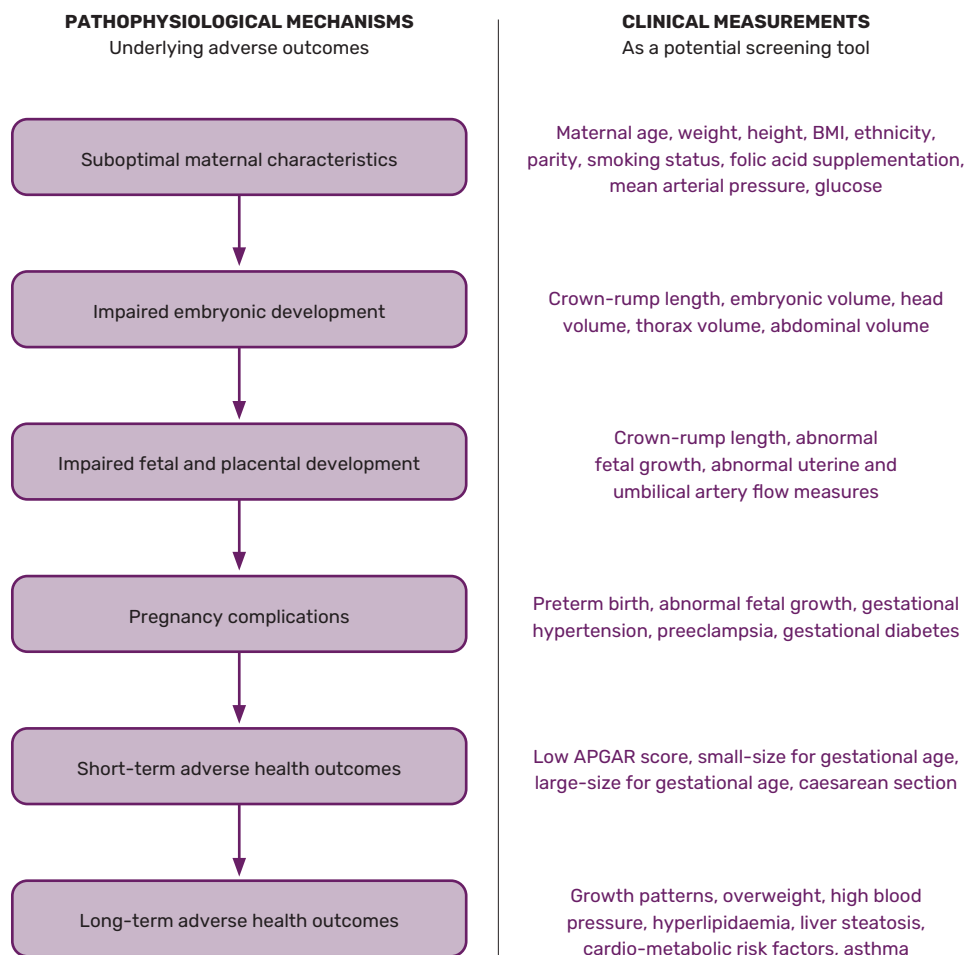 PATHOPHYSIOLOGICAL MECHANISMS
Underlying adverse outcomes
CLINICAL MEASUREMENTS
As a potential screening tool
Suboptimal maternal characteristics
Maternal age, weight, height, BMI, ethnicity,
parity, smoking status, folic acid supplementation,
mean arterial pressure, glucose
Impaired embryonic development
Crown-rump length, embryonic volume, head
volume, thorax volume, abdominal volume
Impaired fetal and placental development
Crown-rump length, abnormal
fetal growth, abnormal uterine and
umbilical artery flow measures
Pregnancy complications
Preterm birth, abnormal fetal growth, gestational
hypertension, preeclampsia, gestational diabetes
Short-term adverse health outcomes
Low APGAR score, small-size for gestational age,
large-size for gestational age, caesarean section
Long-term adverse health outcomes
Growth patterns, overweight, high blood
pressure, hyperlipidaemia, liver steatosis,
cardio-metabolic risk factors, asthma